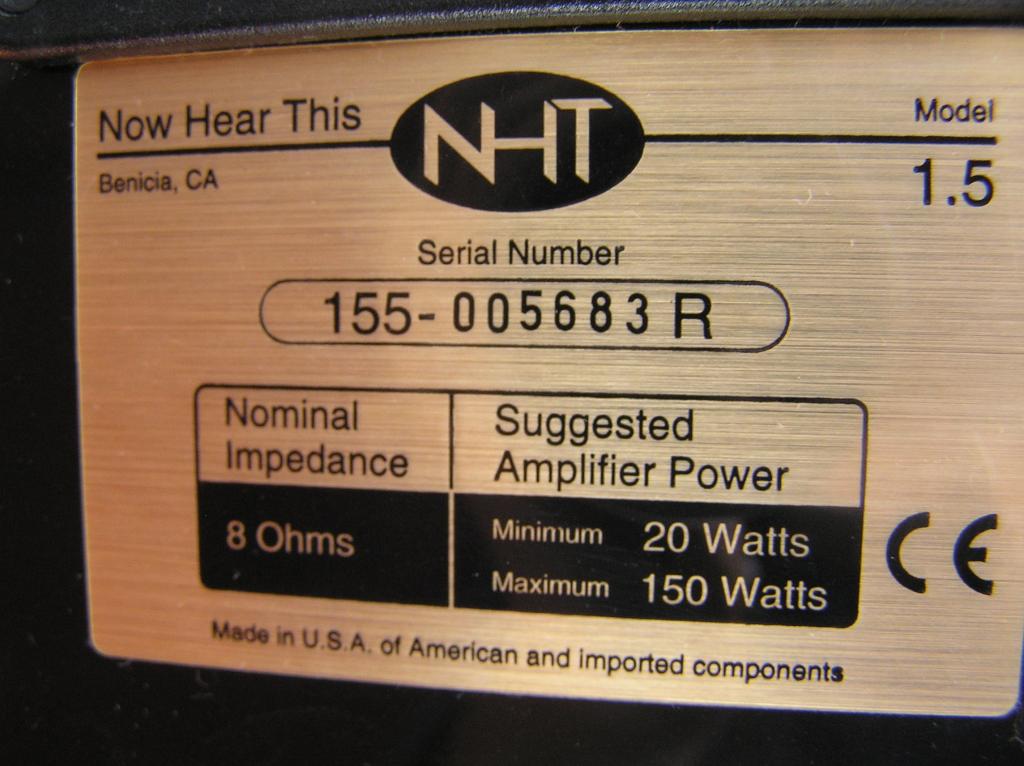 Now Hear This
NHT
Model
Benicia, CA
1.5
Serial Number
155-005683 R
Nominal
Impedance
Suggested
Amplifier Power
8 Ohms
Minimum 20 Watts
Maximum 150 Watts
CE
Made in U.S.A. of American and imported components